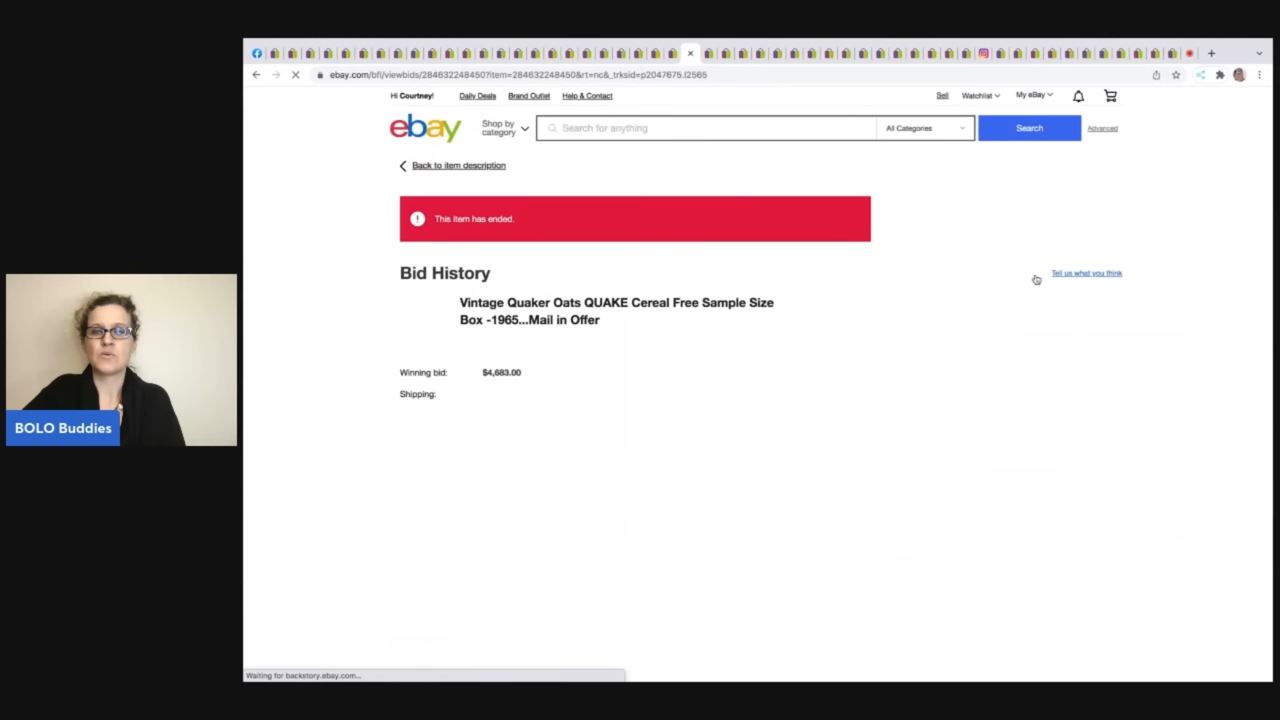 ebay.com/bfl/viewbids/284632248450?item=284632248450&rt=nc&_trksid=p2047675.l2565
Hi Courtney! Daily Deals Brand Outlet Help & Contact Sell Watchlist My eBay
ebay
Shop by
category
Search for anything
All Categories
Search
Advanced
Back to item description
This item has ended.
Bid History
Tell us what you think
Vintage Quaker Oats QUAKE Cereal Free Sample Size
Box -1965...Mail in Offer
Winning bid: $4,683.00
Shipping:
BOLO Buddies
Waiting for backstory.ebay.com...